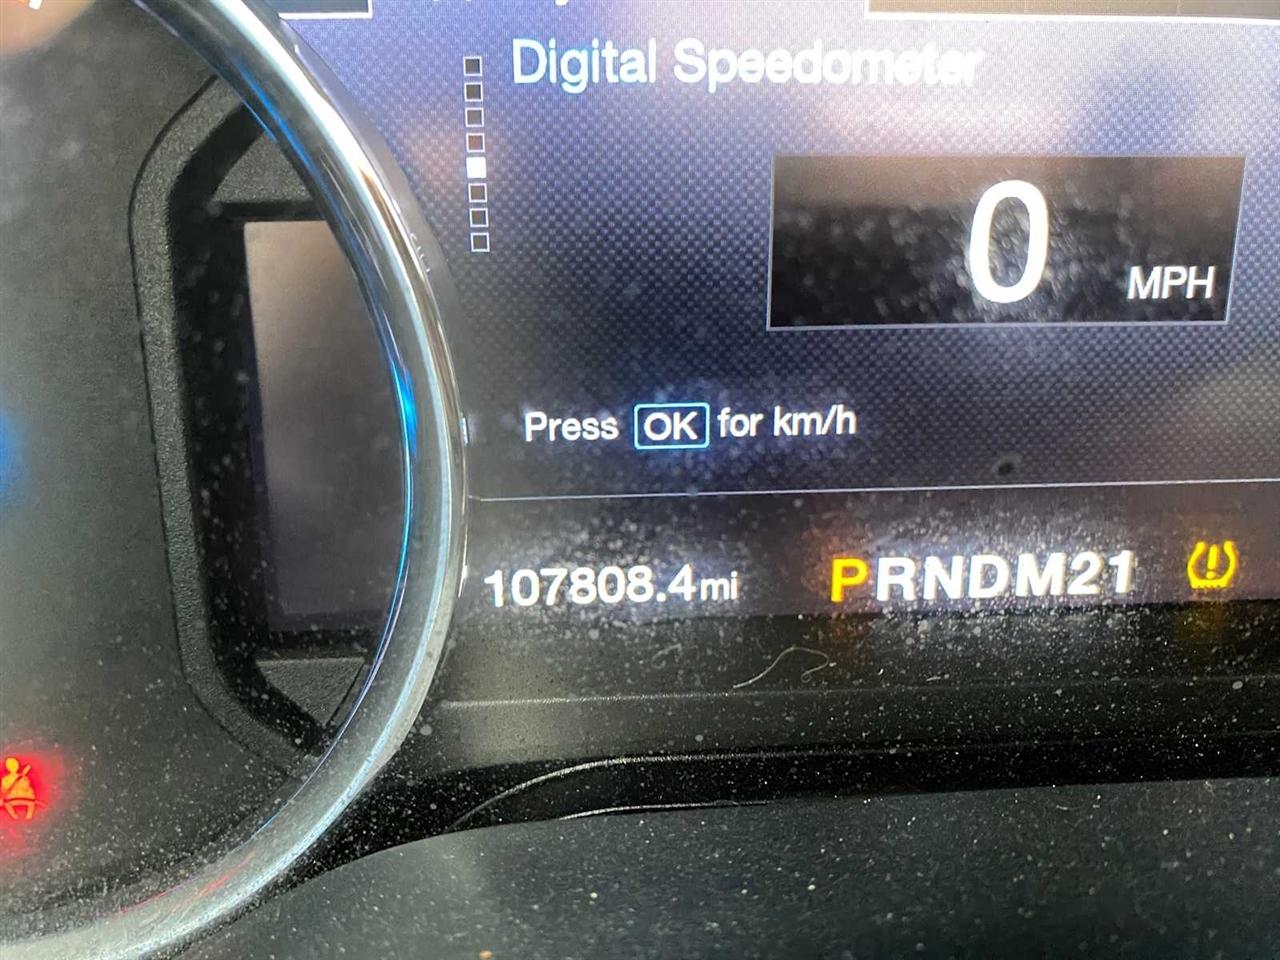 Digital Speedometer
0 MPH
Press OK for km/h
107808.4mi PRNDM21